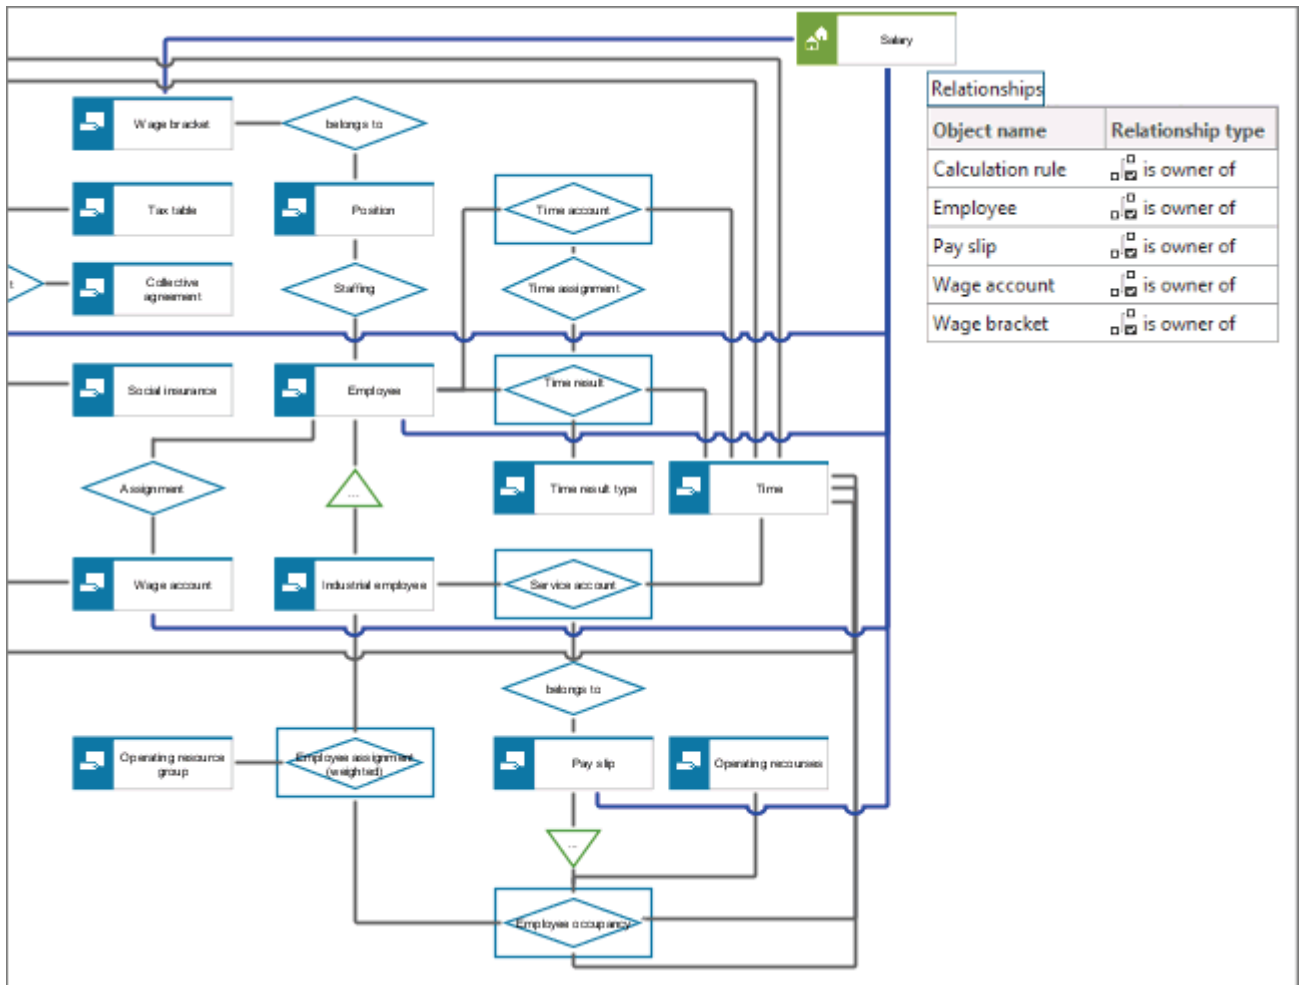 Salary
Relationships
Object name Relationship type
Calculation rule is owner of
Employee is owner of
Pay slip is owner of
Wage account is owner of
Wage bracket is owner of
Wage bracket
belongs to
Tax table
Position
Time account
t
Collective
agreement
Staffing
Time assignment
Social insurance
Employee
Time result
Assignment
...
Time result type
Time
Wage account
Industrial employee
Service account
belongs to
Operating resource
group
Employee assignment
(weighted)
Pay slip
Operating recourses
...
Employee occupancy